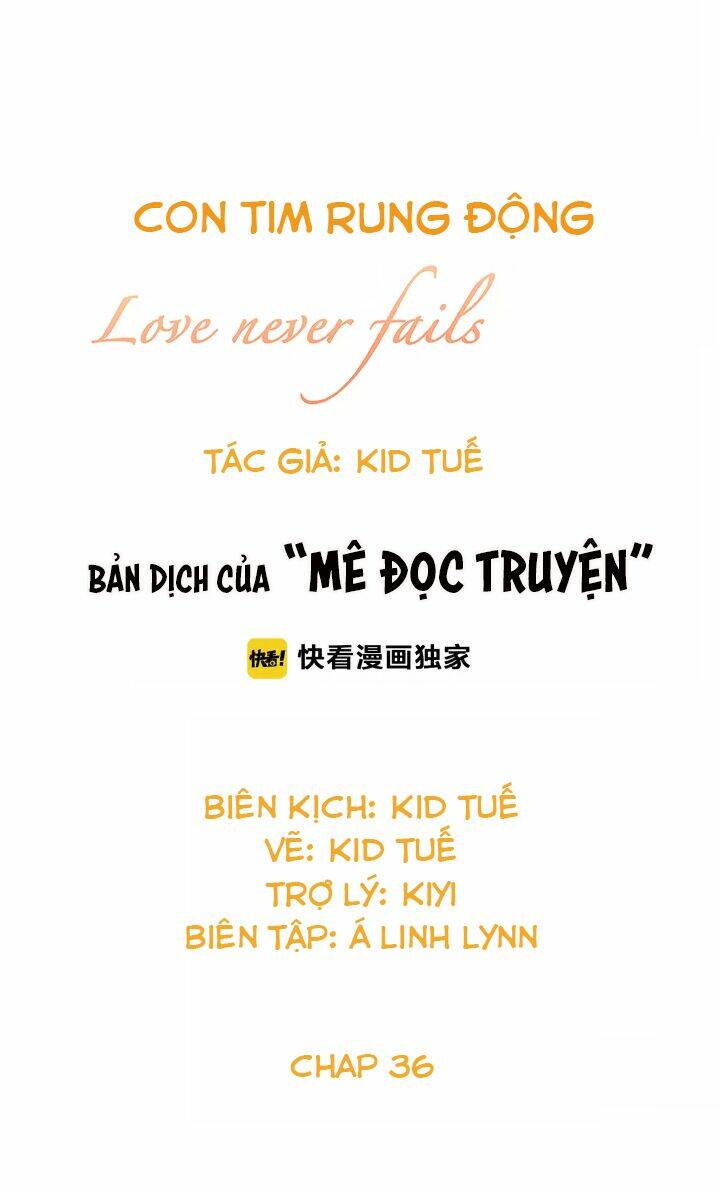 CON TIM RUNG ĐỘNG
Love never fails
TÁC GIẢ: KID TUẾ
BẢN DỊCH CỦA "MÊ ĐỌC TRUYỆN"
快看! 快看漫画独家
BIÊN KỊCH: KID TUẾ
VẼ: KID TUẾ
TRỢ LÝ: KIYI
BIÊN TẬP: Á LINH LYNN
CHAP 36